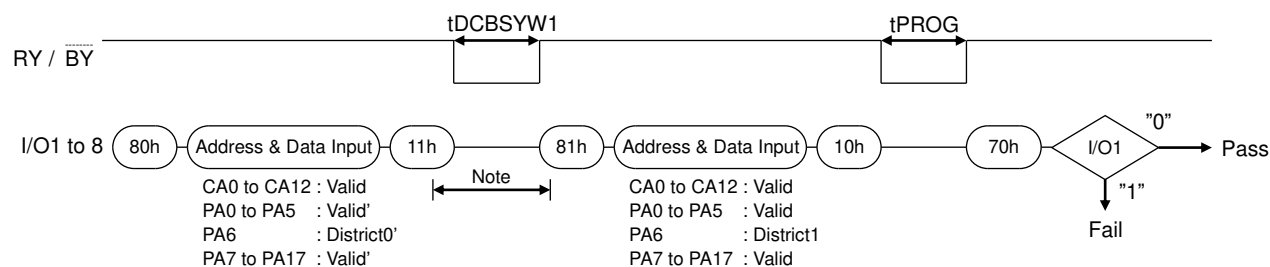 tDCBSYW1 tPROG
RY / BY
I/O1 to 8 80h Address & Data Input 11h 81h Address & Data Input 10h 70h I/O1 "0" Pass
Note "1"
CA0 to CA12 : Valid CA0 to CA12 : Valid
PA0 to PA5 : Valid' PA0 to PA5 : Valid
PA6 : District0' PA6 : District1
PA7 to PA17 : Valid' PA7 to PA17 : Valid
Fail